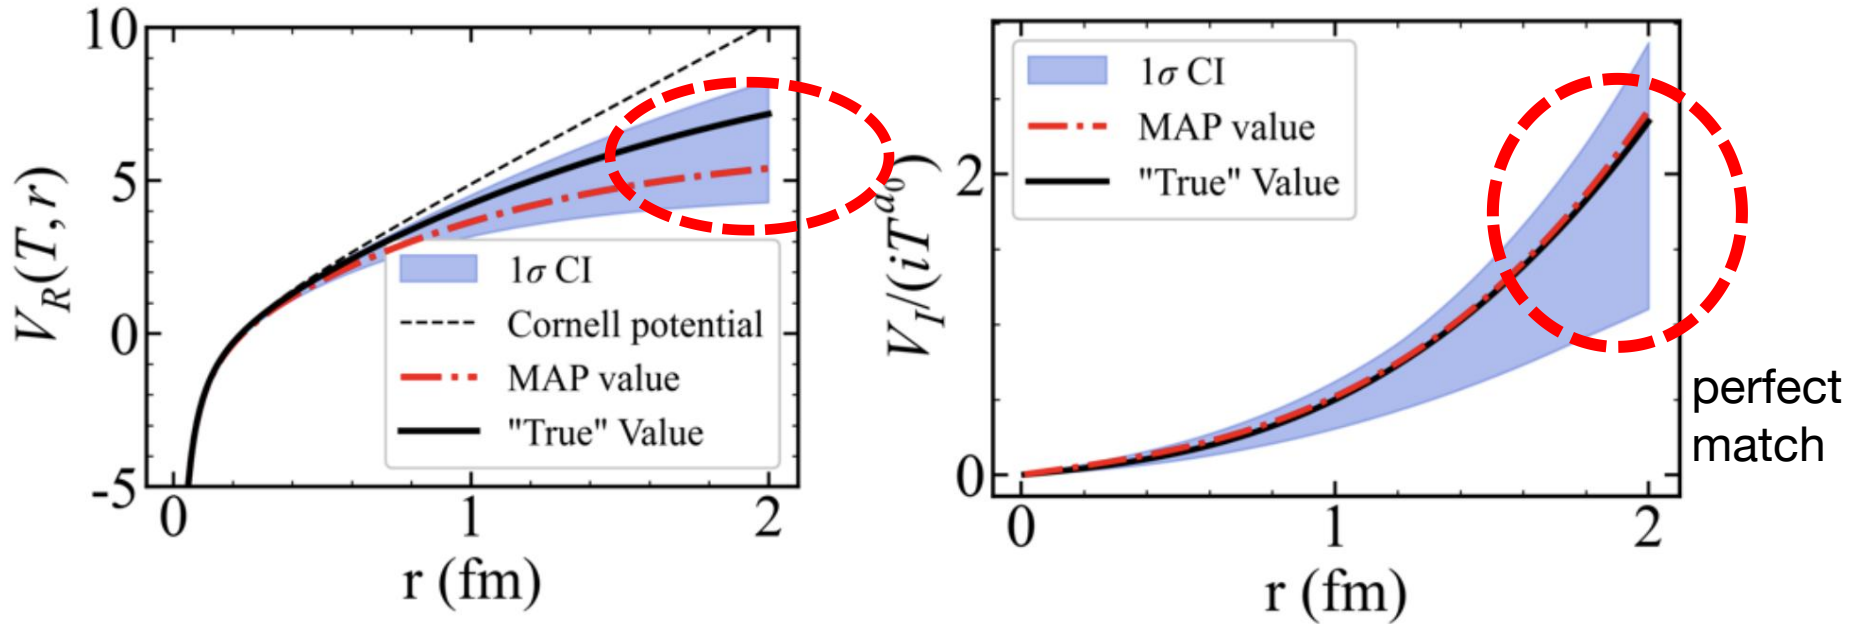 10
5
0
-5
V_R(T, r)
0
1
2
r (fm)
1σ CI
Cornell potential
MAP value
"True" Value
2
0
V_I/(iT^{a_0})
0
1
2
r (fm)
1σ CI
MAP value
"True" Value
perfect
match